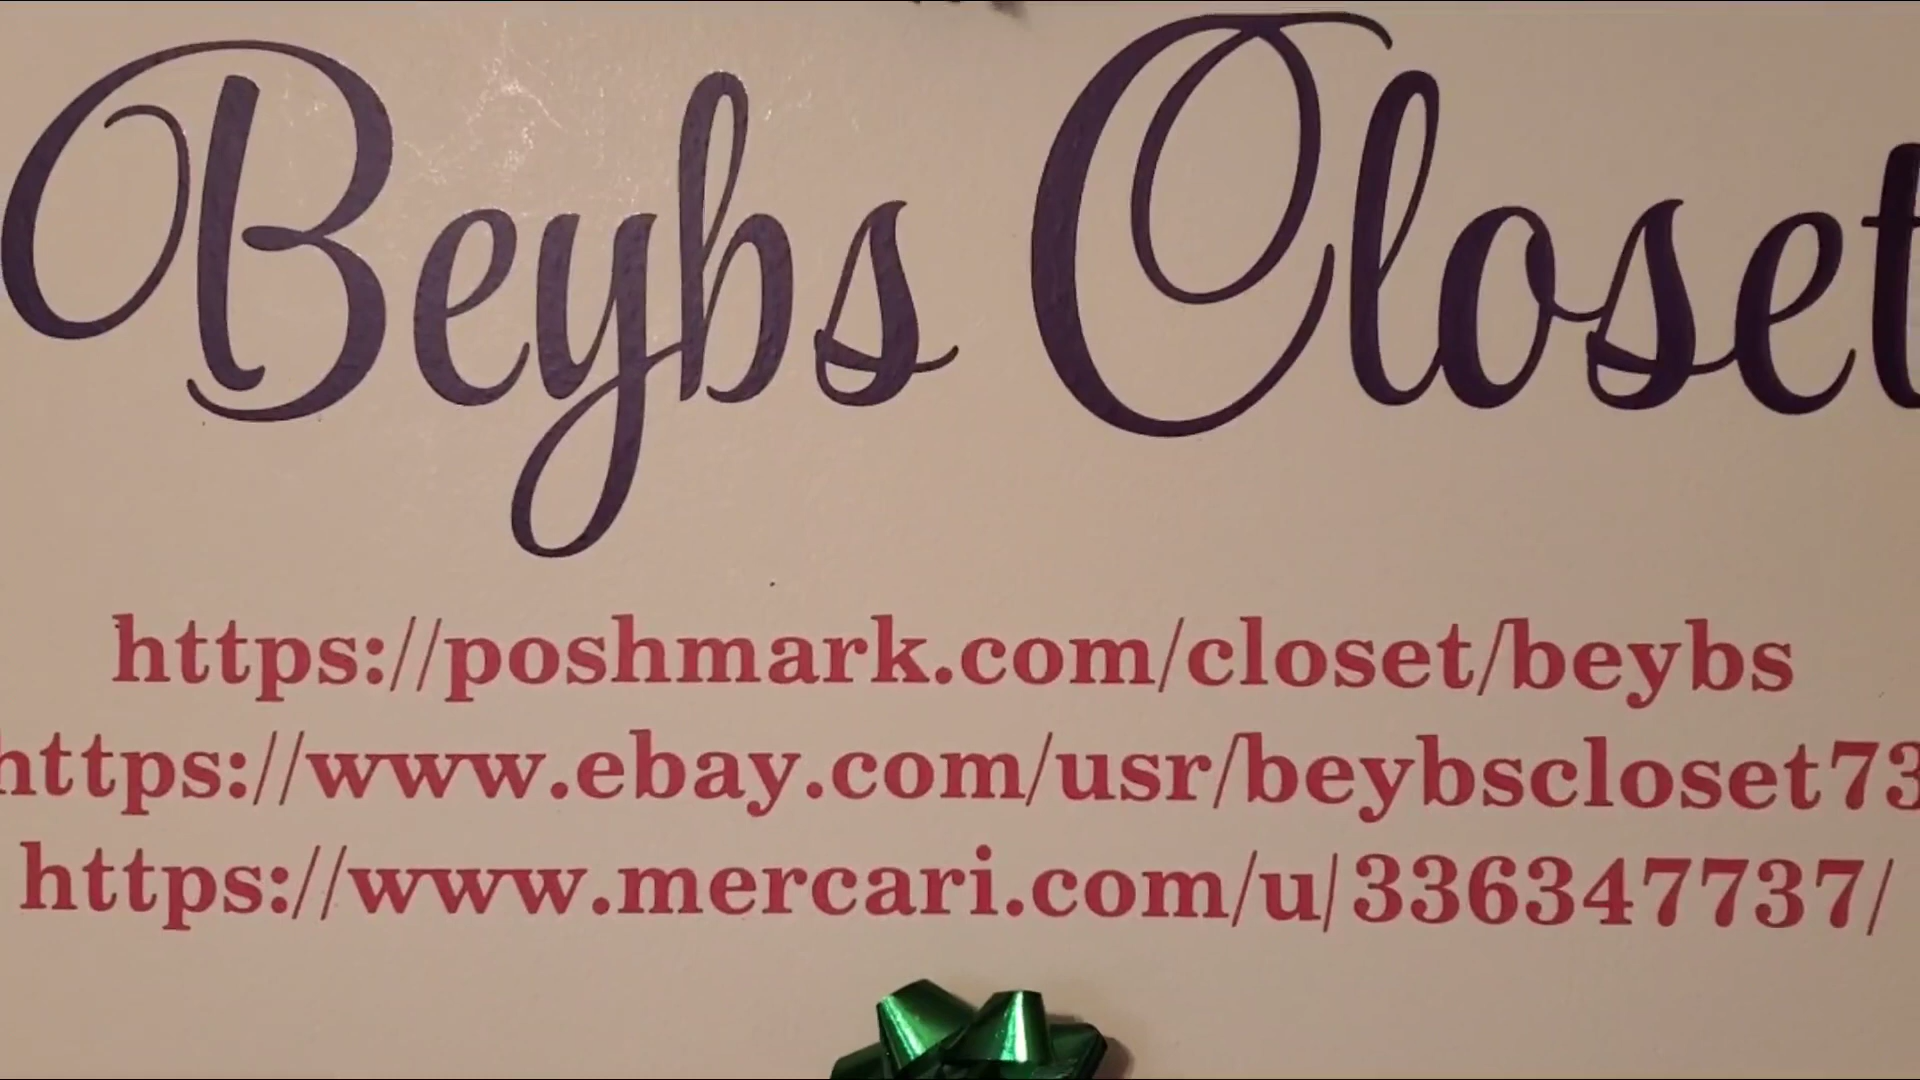 Beybs Closet
https://poshmark.com/closet/beybs
https://www.ebay.com/usr/beybscloset73
https://www.mercari.com/u/336347737/